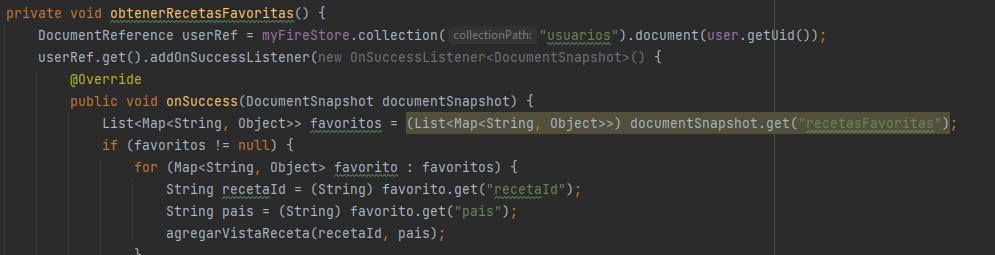 private void obtenerRecetasFavoritas() {
DocumentReference userRef = myFireStore.collection( collectionPath: "usuarios").document(user.getUid());
userRef.get().addOnSuccessListener(new OnSuccessListener<DocumentSnapshot>() {
@Override
public void onSuccess(DocumentSnapshot documentSnapshot) {
List<Map<String, Object>> favoritos = (List<Map<String, Object>>) documentSnapshot.get("recetasFavoritas");
if (favoritos != null) {
for (Map<String, Object> favorito : favoritos) {
String recetaId = (String) favorito.get("recetaId");
String pais = (String) favorito.get("pais");
agregarVistaReceta(recetaId, pais);
}